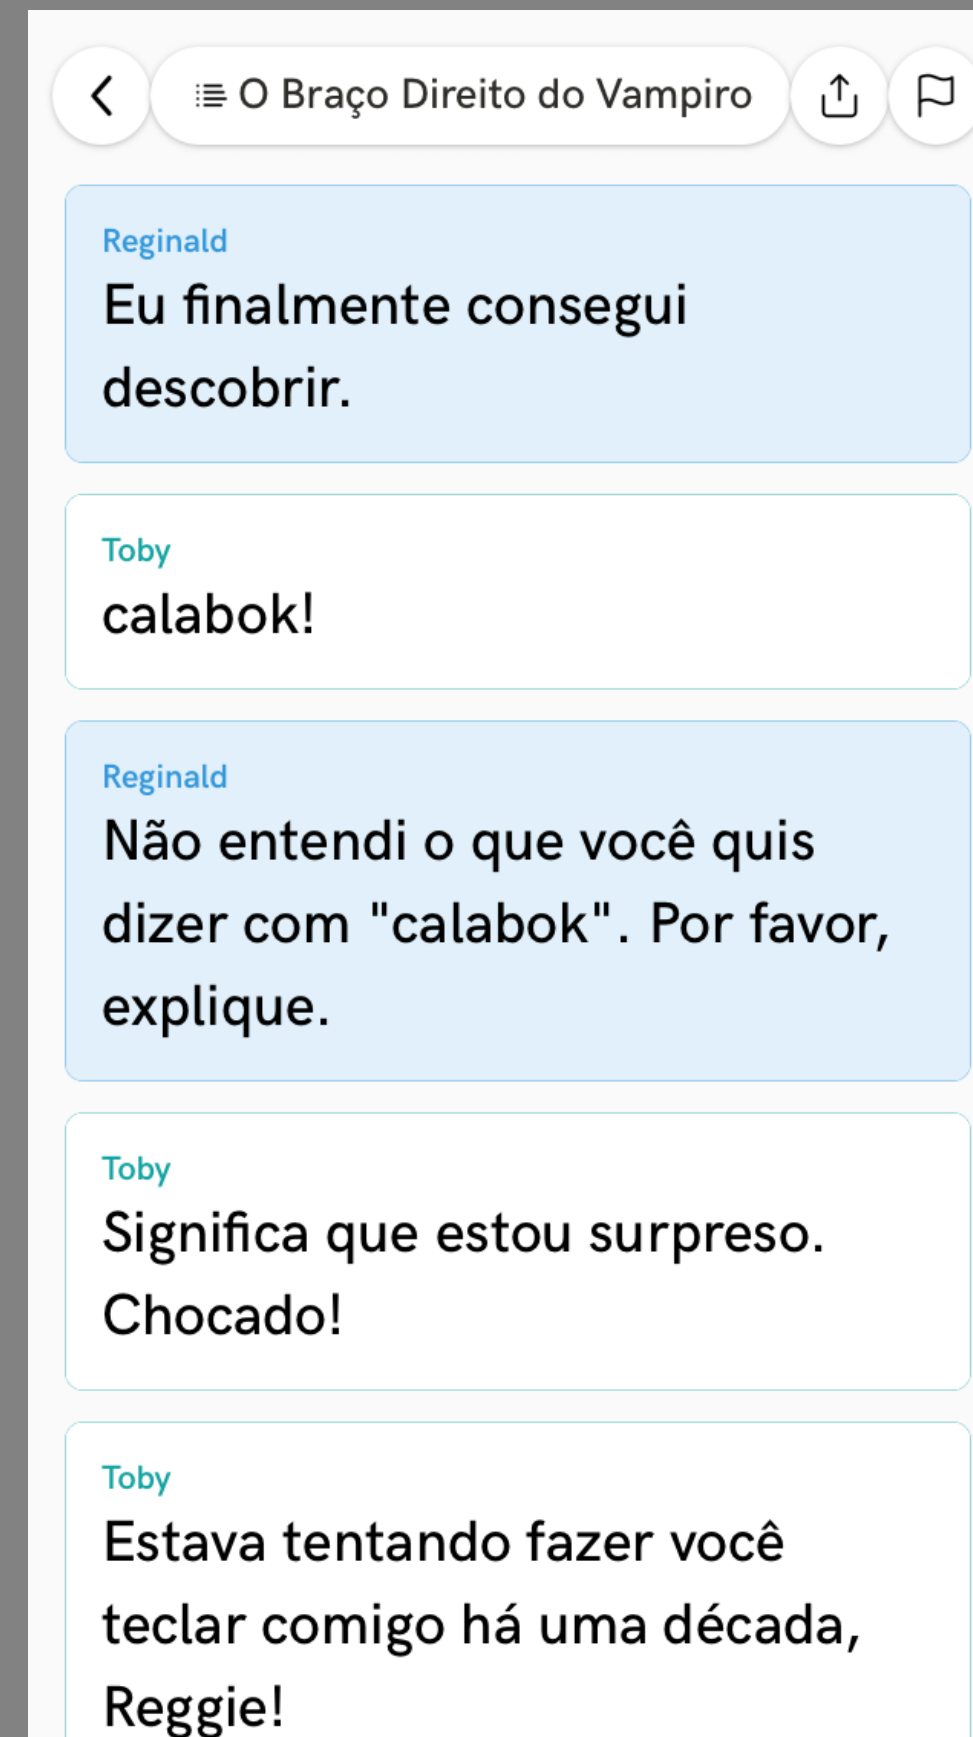 O Braço Direito do Vampiro
Reginald
Eu finalmente consegui
descobrir.
Toby
calabok!
Reginald
Não entendi o que você quis
dizer com "calabok". Por favor,
explique.
Toby
Significa que estou surpreso.
Chocado!
Toby
Estava tentando fazer você
teclar comigo há uma década,
Reggie!